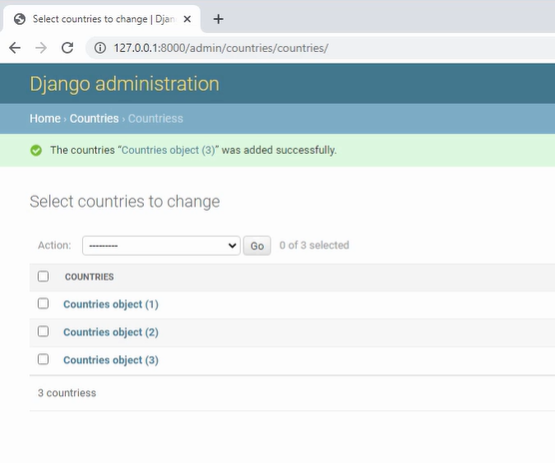 Select countries to change | Djan
127.0.0.1:8000/admin/countries/countries/
Django administration
Home › Countries › Countriess
The countries “Countries object (3)” was added successfully.
Select countries to change
Action: --------- Go 0 of 3 selected
COUNTRIES
Countries object (1)
Countries object (2)
Countries object (3)
3 countriess